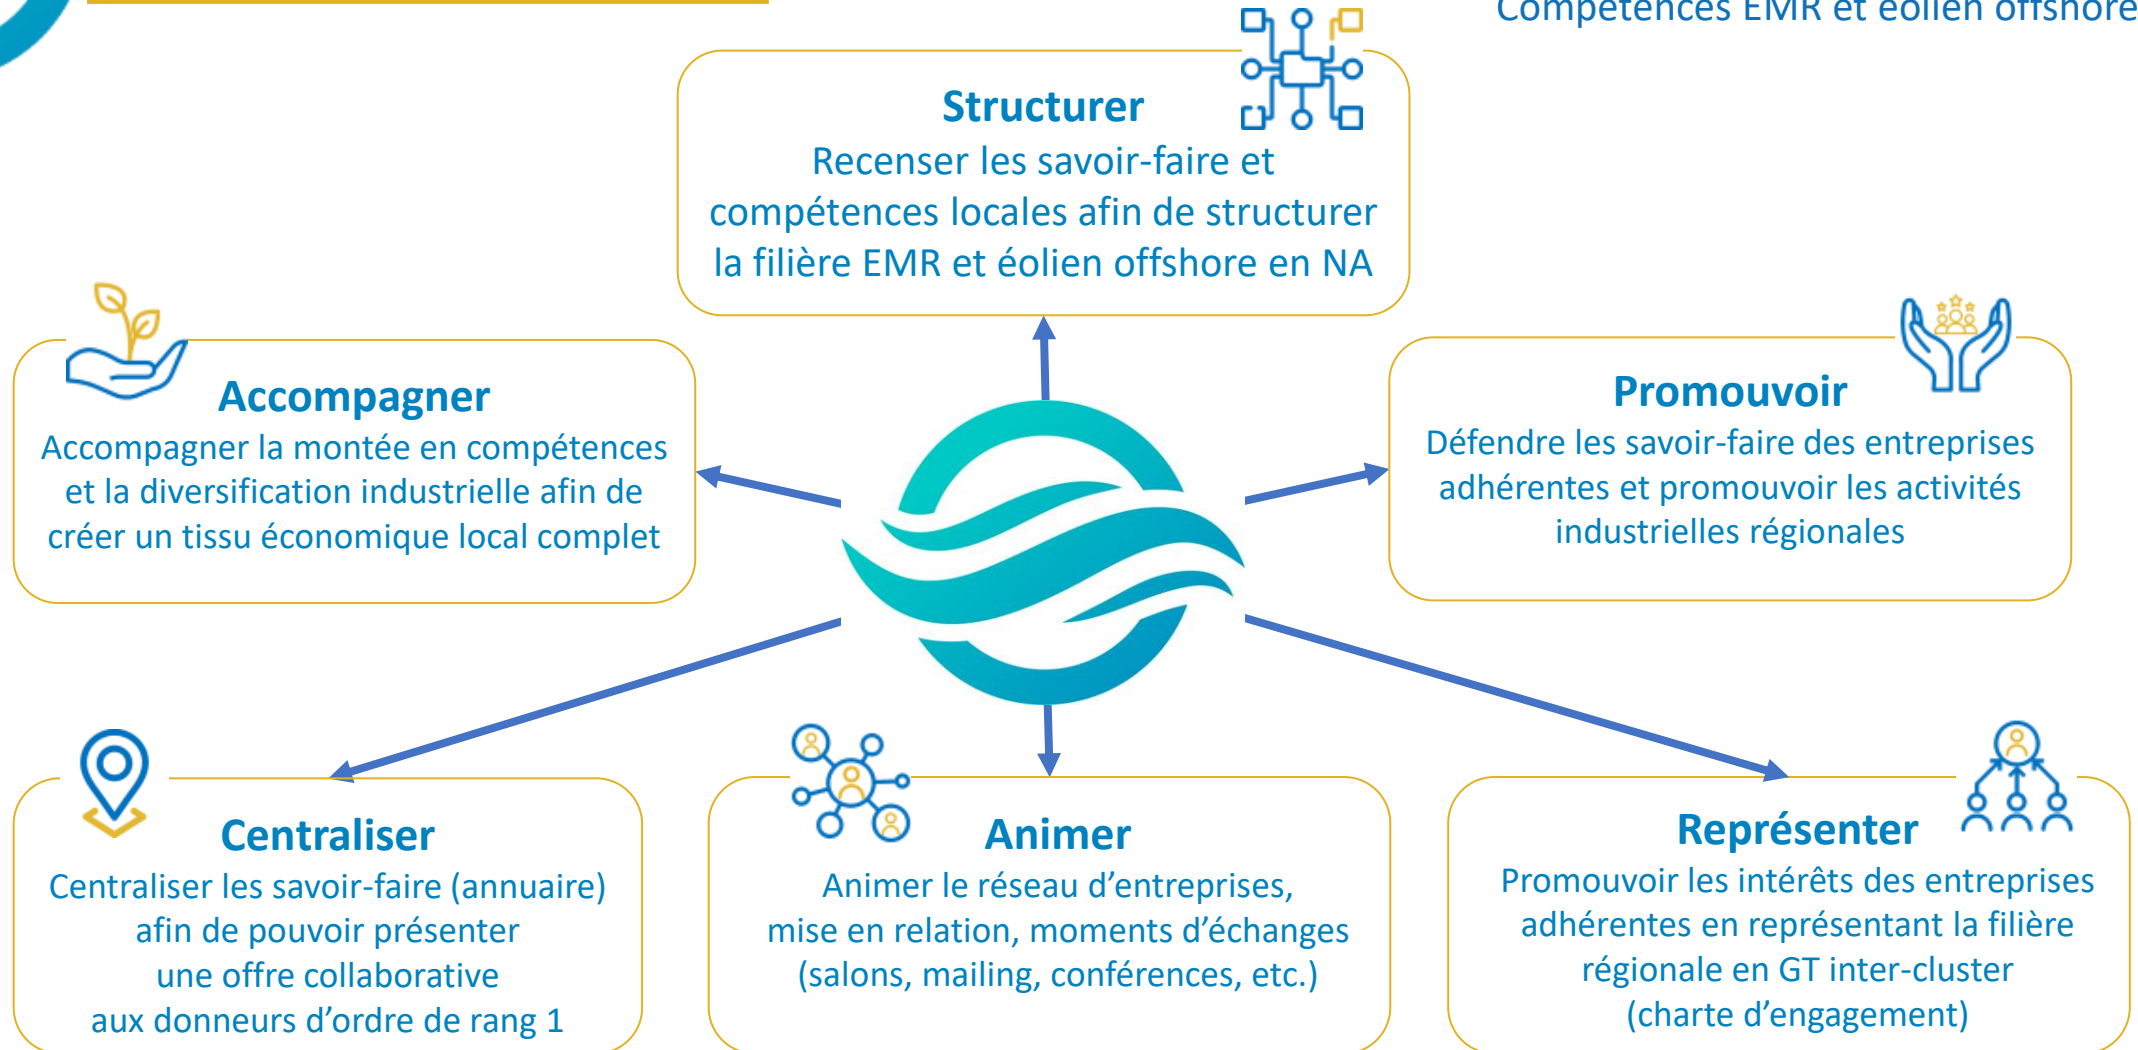 Compétences EMR et éolien offshore
Structurer
Recenser les savoir-faire et
compétences locales afin de structurer
la filière EMR et éolien offshore en NA
Accompagner
Accompagner la montée en compétences
et la diversification industrielle afin de
créer un tissu économique local complet
Promouvoir
Défendre les savoir-faire des entreprises
adhérentes et promouvoir les activités
industrielles régionales
Centraliser
Centraliser les savoir-faire (annuaire)
afin de pouvoir présenter
une offre collaborative
aux donneurs d'ordre de rang 1
Animer
Animer le réseau d'entreprises,
mise en relation, moments d'échanges
(salons, mailing, conférences, etc.)
Représenter
Promouvoir les intérêts des entreprises
adhérentes en représentant la filière
régionale en GT inter-cluster
(charte d'engagement)